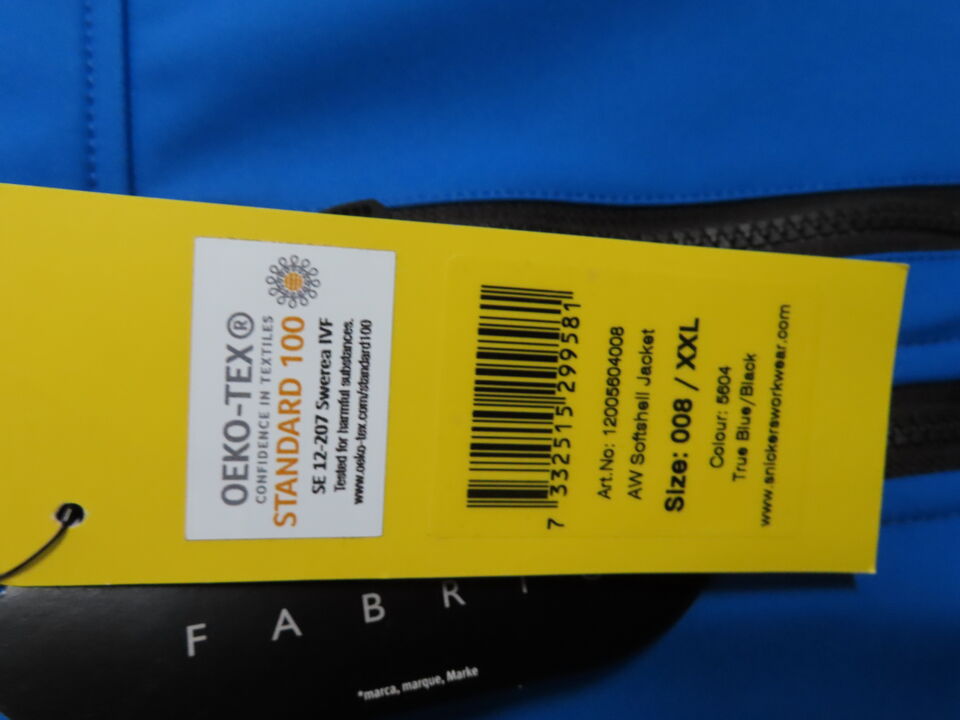 OEKO-TEX®
CONFIDENCE IN TEXTILES
STANDARD 100
SE 12-207 Swerea IVF
Tested for harmful substances.
www.oeko-tex.com/standard100
7 332515 299581
Art.No: 12005604008
AW Softshell Jacket
Size: 008 / XXL
Colour: 5604
True Blue/Black
www.snickersworkwear.com
FABRI
*marca, marque, Marke